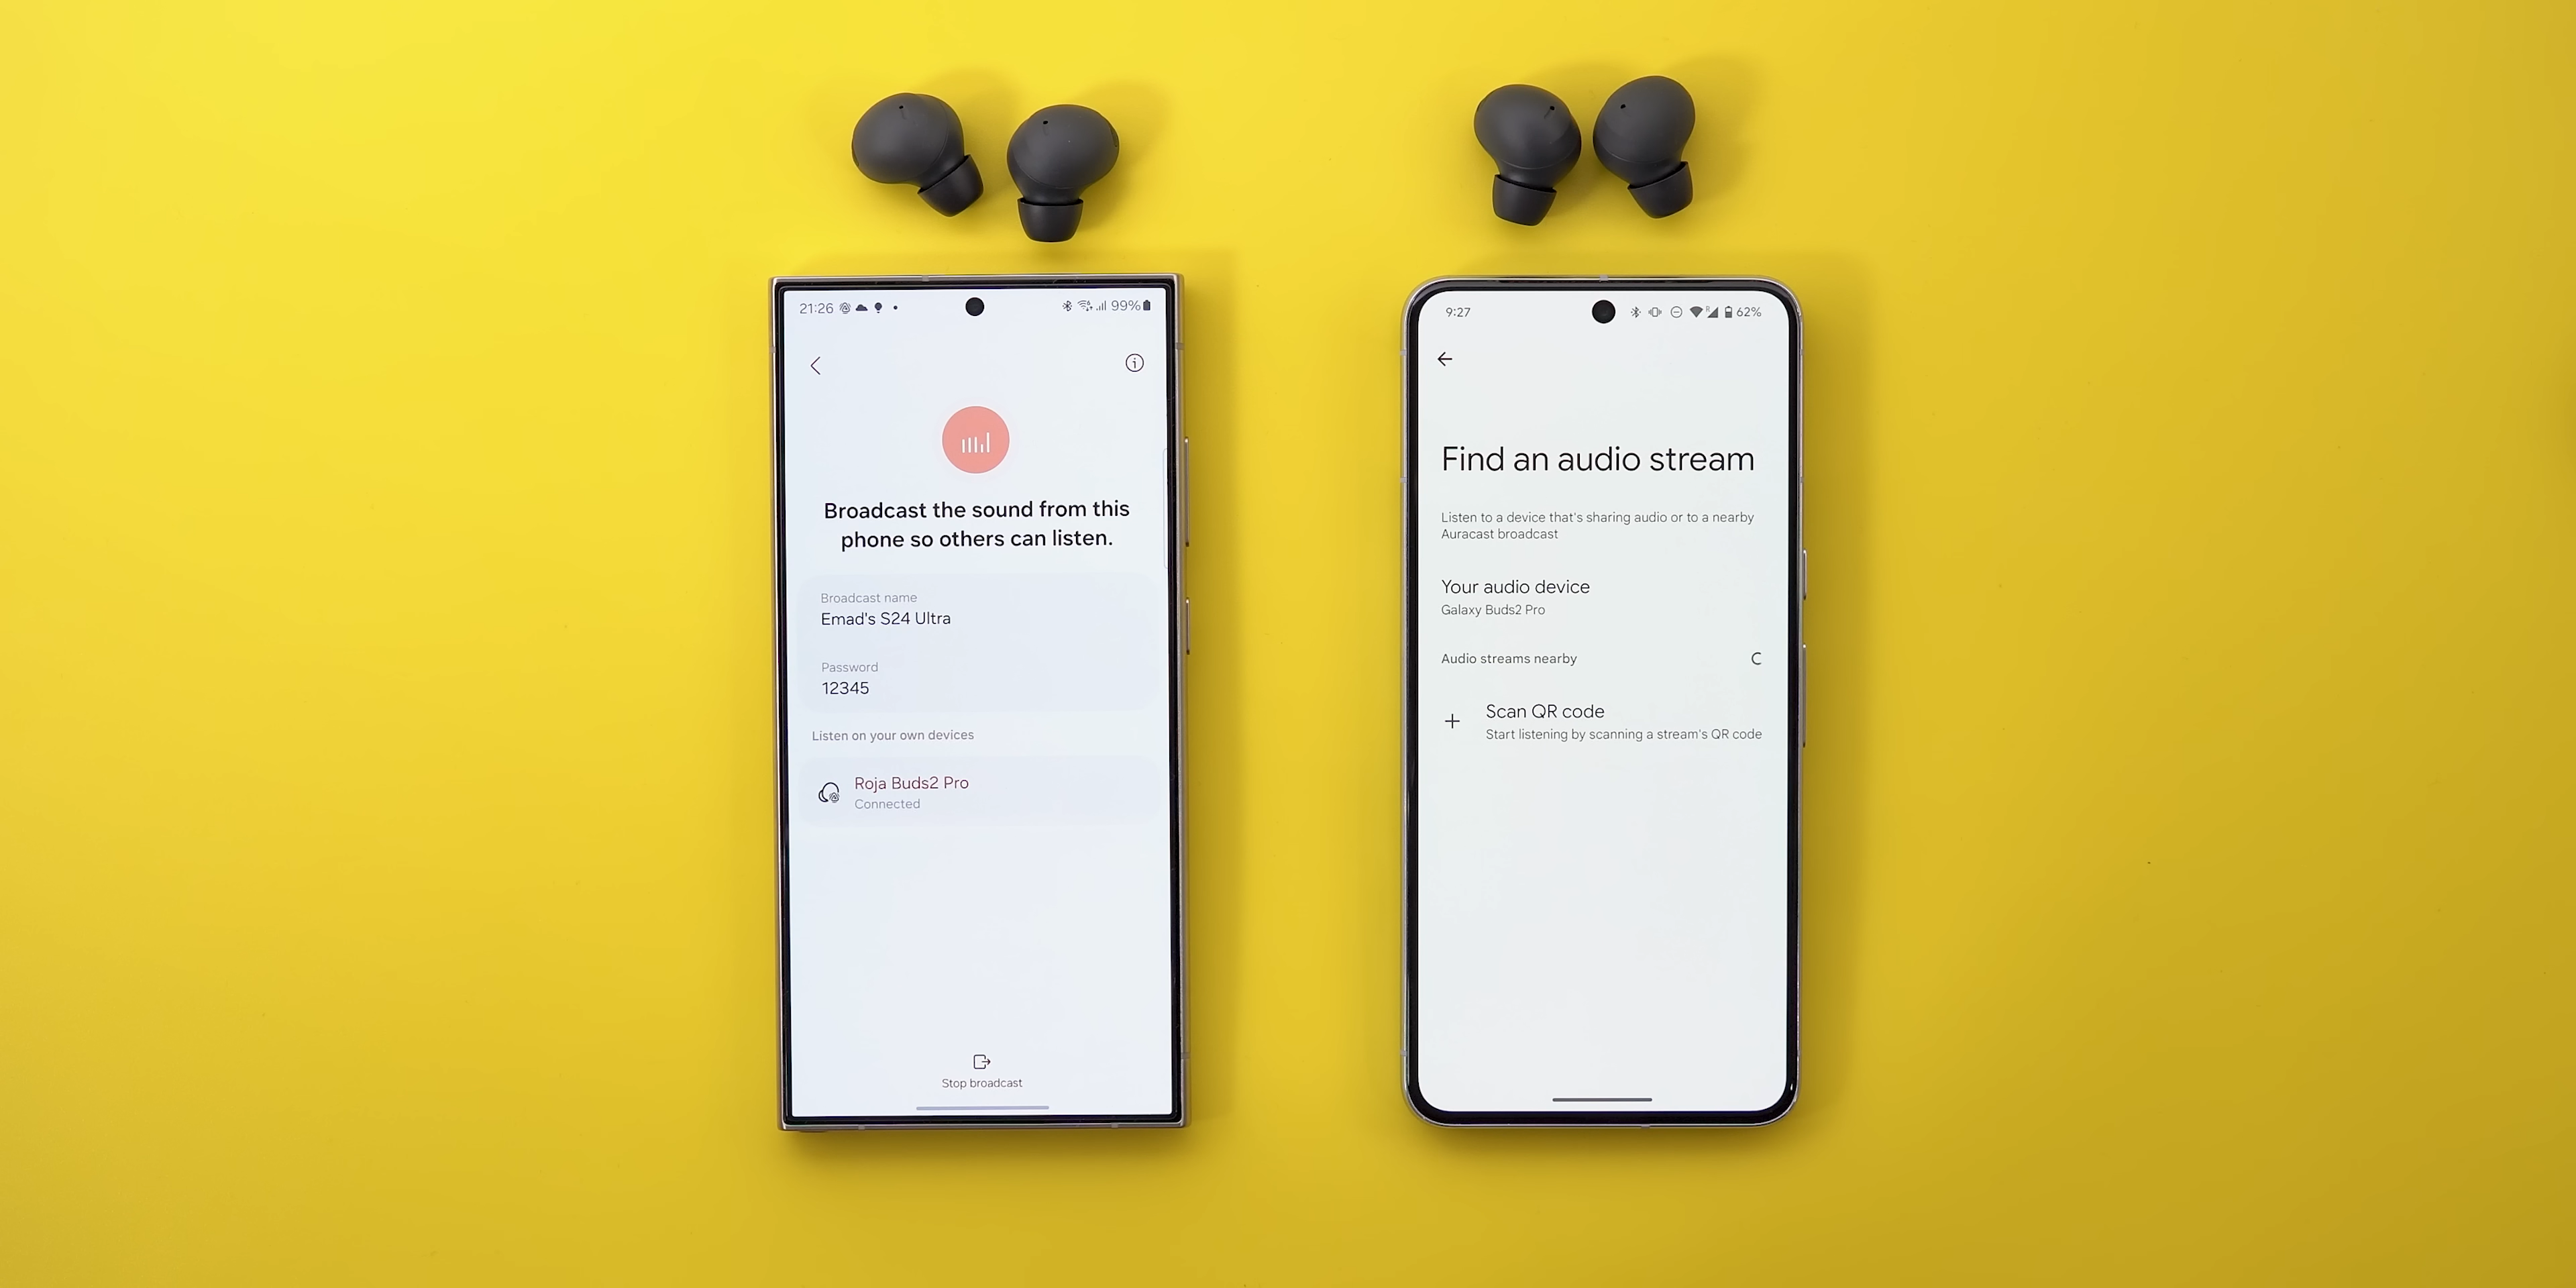 21:26
99%
Broadcast the sound from this
phone so others can listen.
Broadcast name
Emad's S24 Ultra
Password
12345
Listen on your own devices
Roja Buds2 Pro
Connected
Stop broadcast
9:27
62%
Find an audio stream
Listen to a device that's sharing audio or to a nearby
Auracast broadcast
Your audio device
Galaxy Buds2 Pro
Audio streams nearby
Scan QR code
Start listening by scanning a stream's QR code